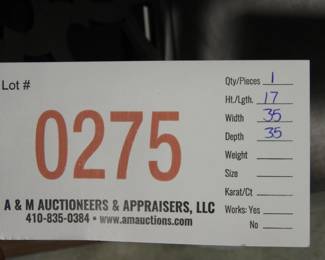 Lot #
0275
A & M AUCTIONEERS & APPRAISERS, LLC
410-835-0384 • www.amauctions.com
Qty/Pieces 1
Ht./Lgth. 17
Width 35
Depth 35
Weight
Size
Karat/Ct
Works: Yes
No